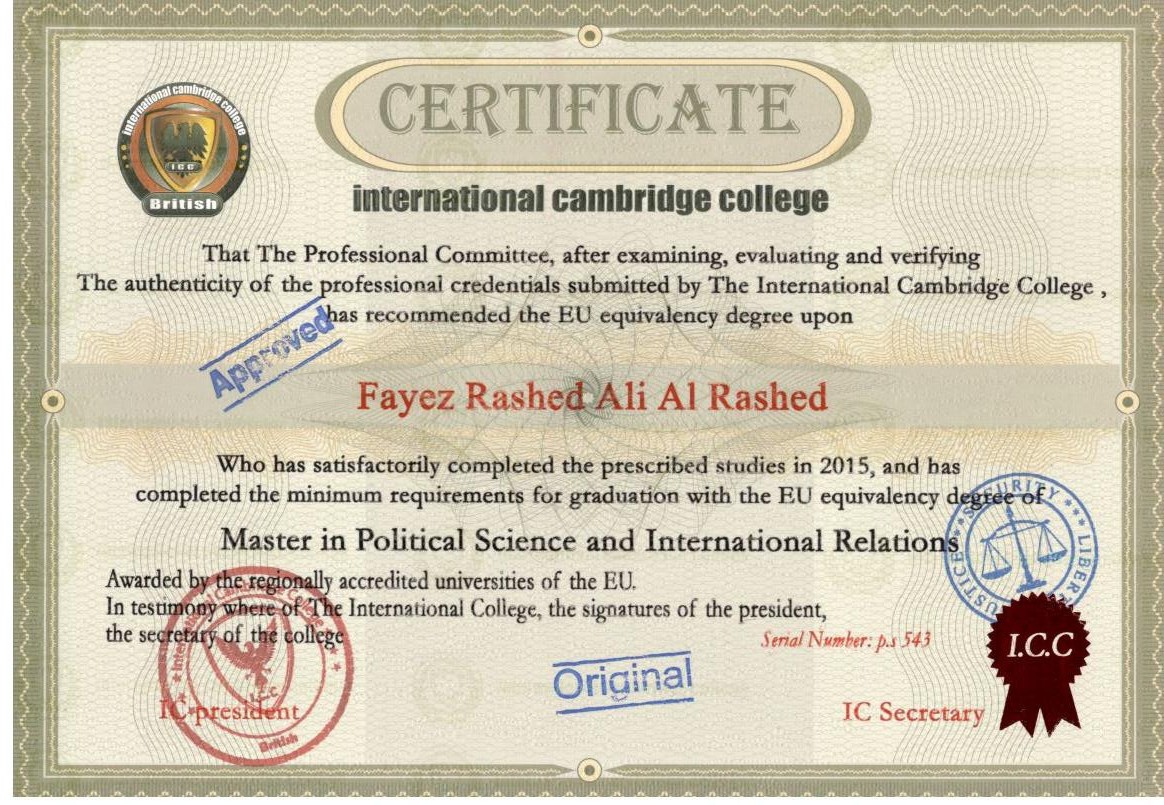 CERTIFICATE
international cambridge college
I C C
British
international cambridge college
That The Professional Committee, after examining, evaluating and verifying
The authenticity of the professional credentials submitted by The International Cambridge College ,
has recommended the EU equivalency degree upon
Approved
Fayez Rashed Ali Al Rashed
Who has satisfactorily completed the prescribed studies in 2015, and has
completed the minimum requirements for graduation with the EU equivalency degree of
Master in Political Science and International Relations
Awarded by the regionally accredited universities of the EU.
In testimony where of The International College, the signatures of the president,
the secretary of the college
Serial Number: p.s 543
SECURITY
I.C.C
International Cambridge College
I.C.C
British
Original
IC president
IC Secretary